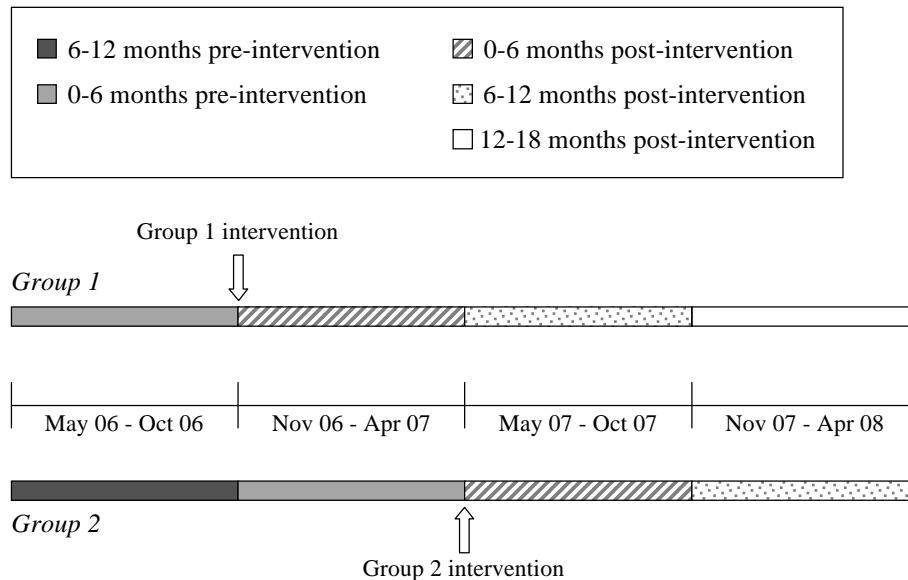 6-12 months pre-intervention
0-6 months pre-intervention
0-6 months post-intervention
6-12 months post-intervention
12-18 months post-intervention
Group 1 intervention
Group 1
May 06 - Oct 06
Nov 06 - Apr 07
May 07 - Oct 07
Nov 07 - Apr 08
Group 2
Group 2 intervention